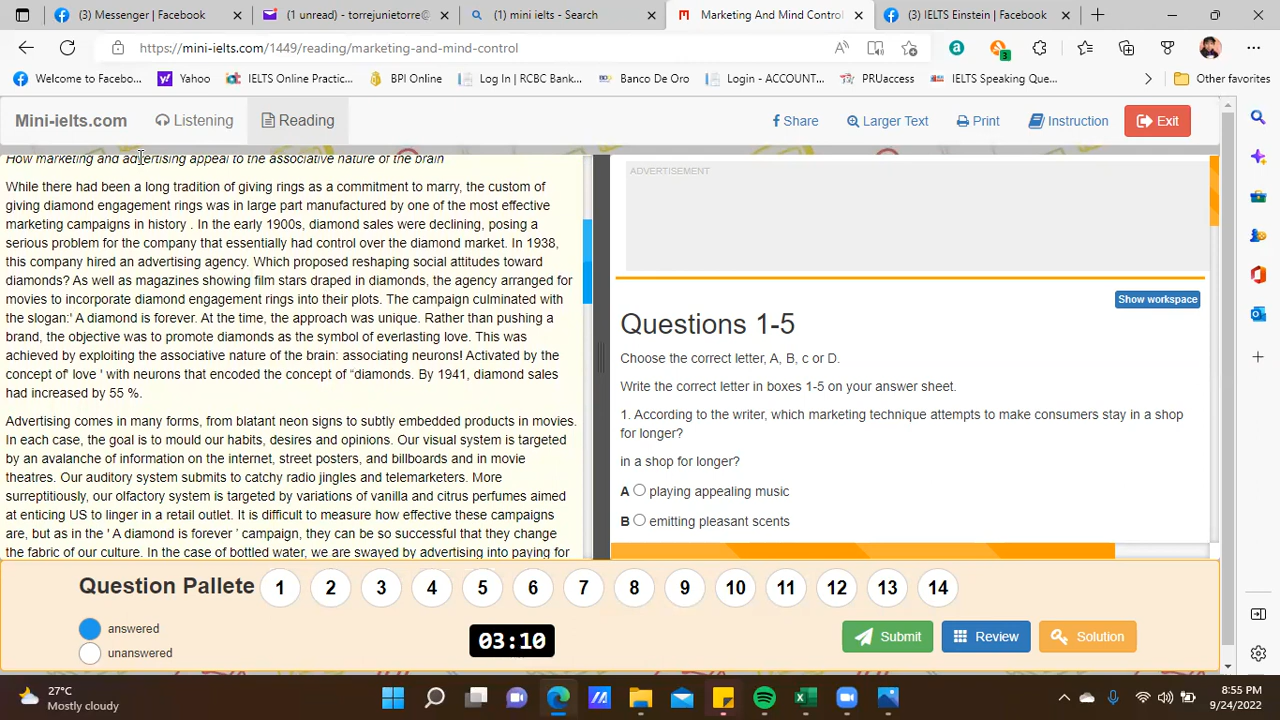 (3) Messenger | Facebook
(1 unread) - torrejunietorre@
mini ielts - Search
Marketing And Mind Control
(3) IELTS Einstein | Facebook
https://mini-ielts.com/1449/reading/marketing-and-mind-control
Welcome to Facebo...
Yahoo
IELTS Online Practic...
BPI Online
Log In | RCBC Bank...
Banco De Oro
Login - ACCOUNT...
PRUaccess
IELTS Speaking Que...
Other favorites
Mini-ielts.com
Listening
Reading
Share
Larger Text
Print
Instruction
Exit
How marketing and advertising appeal to the associative nature of the brain
While there had been a long tradition of giving rings as a commitment to marry, the custom of
giving diamond engagement rings was in large part manufactured by one of the most effective
marketing campaigns in history . In the early 1900s, diamond sales were declining, posing a
serious problem for the company that essentially had control over the diamond market. In 1938,
this company hired an advertising agency. Which proposed reshaping social attitudes toward
diamonds? As well as magazines showing film stars draped in diamonds, the agency arranged for
movies to incorporate diamond engagement rings into their plots. The campaign culminated with
the slogan:' A diamond is forever. At the time, the approach was unique. Rather than pushing a
brand, the objective was to promote diamonds as the symbol of everlasting love. This was
achieved by exploiting the associative nature of the brain: associating neurons! Activated by the
concept of' love ' with neurons that encoded the concept of “diamonds. By 1941, diamond sales
had increased by 55 %.
Advertising comes in many forms, from blatant neon signs to subtly embedded products in movies.
In each case, the goal is to mould our habits, desires and opinions. Our visual system is targeted
by an avalanche of information on the internet, street posters, and billboards and in movie
theatres. Our auditory system submits to catchy radio jingles and telemarketers. More
surreptitiously, our olfactory system is targeted by variations of vanilla and citrus perfumes aimed
at enticing US to linger in a retail outlet. It is difficult to measure how effective these campaigns
are, but as in the ' A diamond is forever ' campaign, they can be so successful that they change
the fabric of our culture. In the case of bottled water, we are swayed by advertising into paying for
ADVERTISEMENT
Show workspace
Questions 1-5
Choose the correct letter, A, B, c or D.
Write the correct letter in boxes 1-5 on your answer sheet.
1. According to the writer, which marketing technique attempts to make consumers stay in a shop
for longer?
in a shop for longer?
A playing appealing music
B emitting pleasant scents
Question Pallete 1 2 3 4 5 6 7 8 9 10 11 12 13 14
answered
unanswered
03:10
Submit
Review
Solution
27°C
Mostly cloudy
8:55 PM
9/24/2022